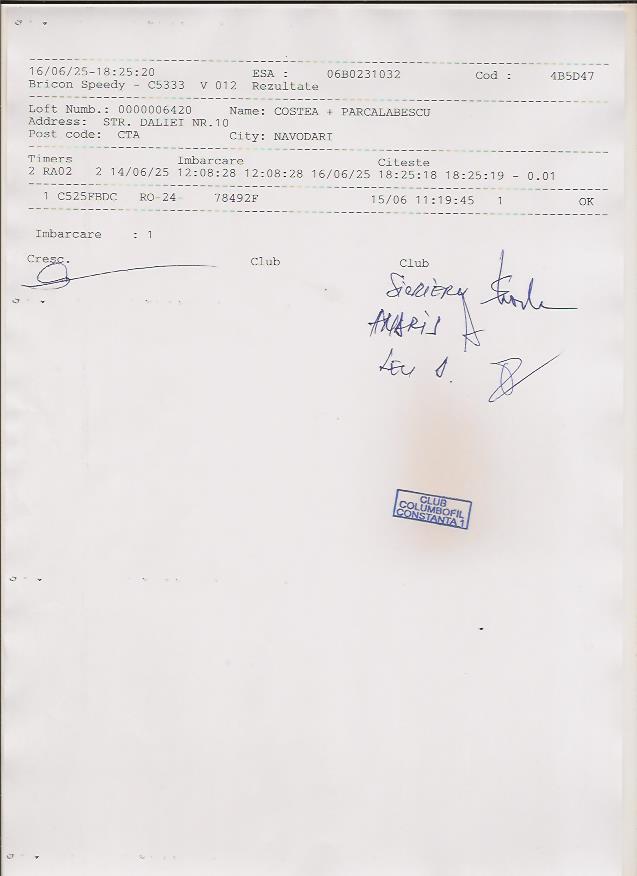 16/06/25-18:25:20 ESA : 06B0231032 Cod : 4B5D47
Bricon Speedy - C5333 V 012 Rezultate
Loft Numb.: 0000006420 Name: COSTEA + PARCALABESCU
Address: STR. DALIEI NR.10
Post code: CTA City: NAVODARI
Timers Imbarcare Citeste
2 RA02 2 14/06/25 12:08:28 12:08:28 16/06/25 18:25:18 18:25:19 - 0.01
1 C525FBDC RO-24- 78492F 15/06 11:19:45 1 OK
Imbarcare : 1
Cresc. Club Club
CLUB
COLUMBOFIL
CONSTANTA 1